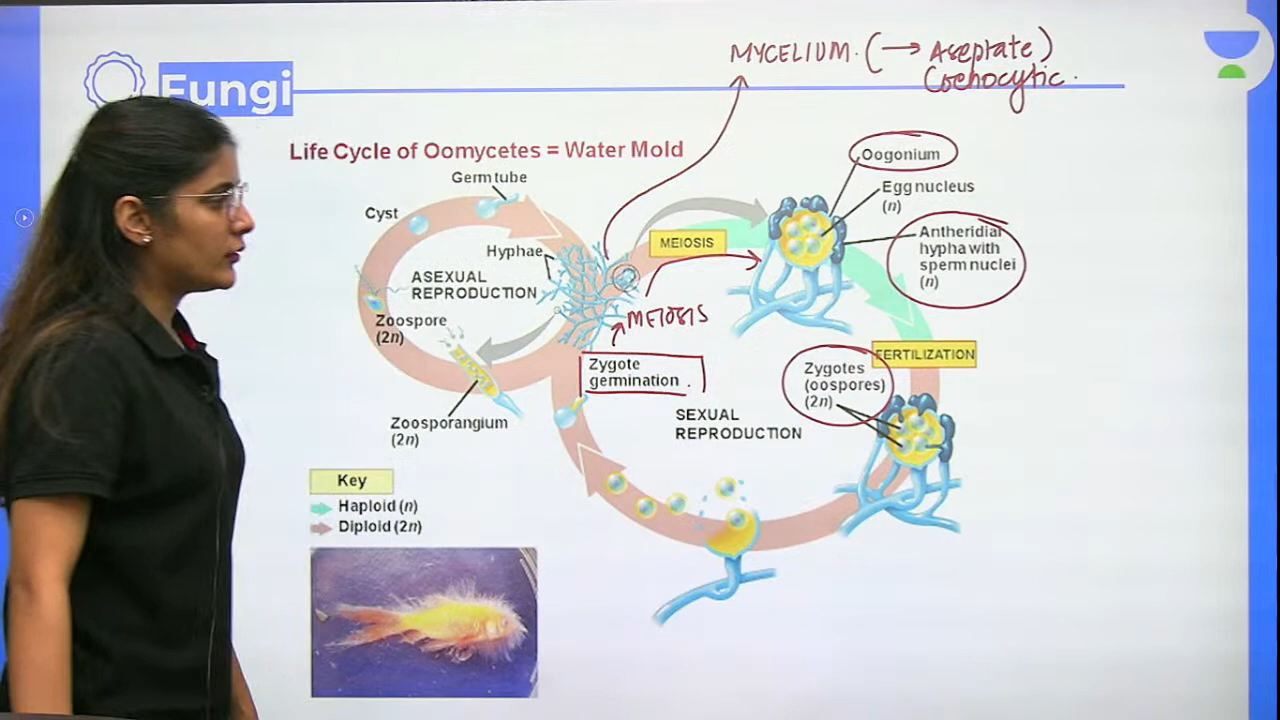 MYCELIUM. (→ Aseptate)
Coenocytic.
Fungi
Life Cycle of Oomycetes = Water Mold
Germ tube
Cyst
Hyphae
ASEXUAL
REPRODUCTION
Zoospore
(2n)
Zoosporangium
(2n)
MEIOSIS
Oogonium
Egg nucleus
(n)
Antheridial
hypha with
sperm nuclei
(n)
MEIOSIS
Zygote
germination
FERTILIZATION
Zygotes
(oospores)
(2n)
SEXUAL
REPRODUCTION
Key
Haploid (n)
Diploid (2n)